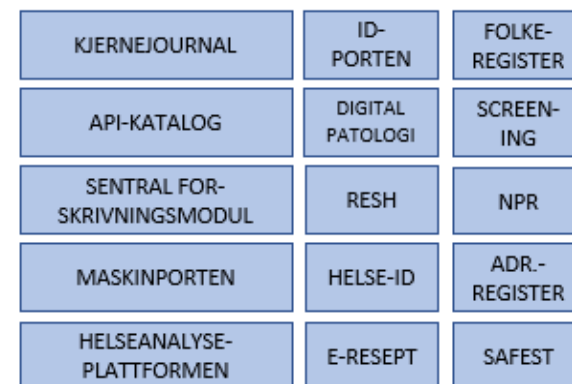 KJERNEJOURNAL
ID-
PORTEN
FOLKE-
REGISTER
API-KATALOG
DIGITAL
PATOLOGI
SCREEN-
ING
SENTRAL FOR-
SKRIVNINGSMODUL
RESH
NPR
MASKINPORTEN
HELSE-ID
ADR.-
REGISTER
HELSEANALYSE-
PLATTFORMEN
E-RESEPT
SAFEST